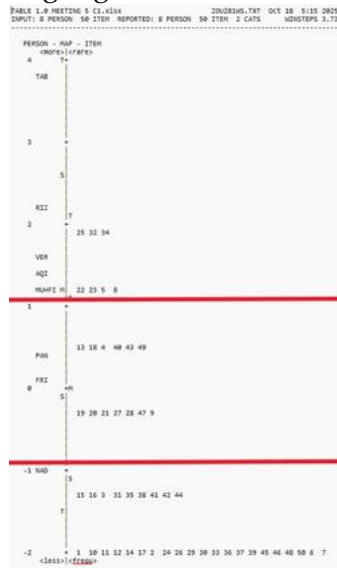 TABLE 1.0 MEETING 5 C1.xlsx ZOU281WS.TXT Oct 18 5:15 2025
INPUT: 8 PERSON 50 ITEM REPORTED: 8 PERSON 50 ITEM 2 CATS WINSTEPS 3.73
PERSON - MAP - ITEM
<more>|<rare>
4 T+
TAB
3 +
S
RIZ
T
2 +
25 32 34
VER
AQI
MUHFI M 22 23 5 8
1 +
13 18 4 40 43 49
PAN
FRI
0 +M
S
19 20 21 27 28 47 9
-1 NAD +
S
15 16 3 31 35 38 41 42 44
T
-2 + 1 10 11 12 14 17 2 24 26 29 30 33 36 37 39 45 46 48 50 6 7
<less>|<frequ>